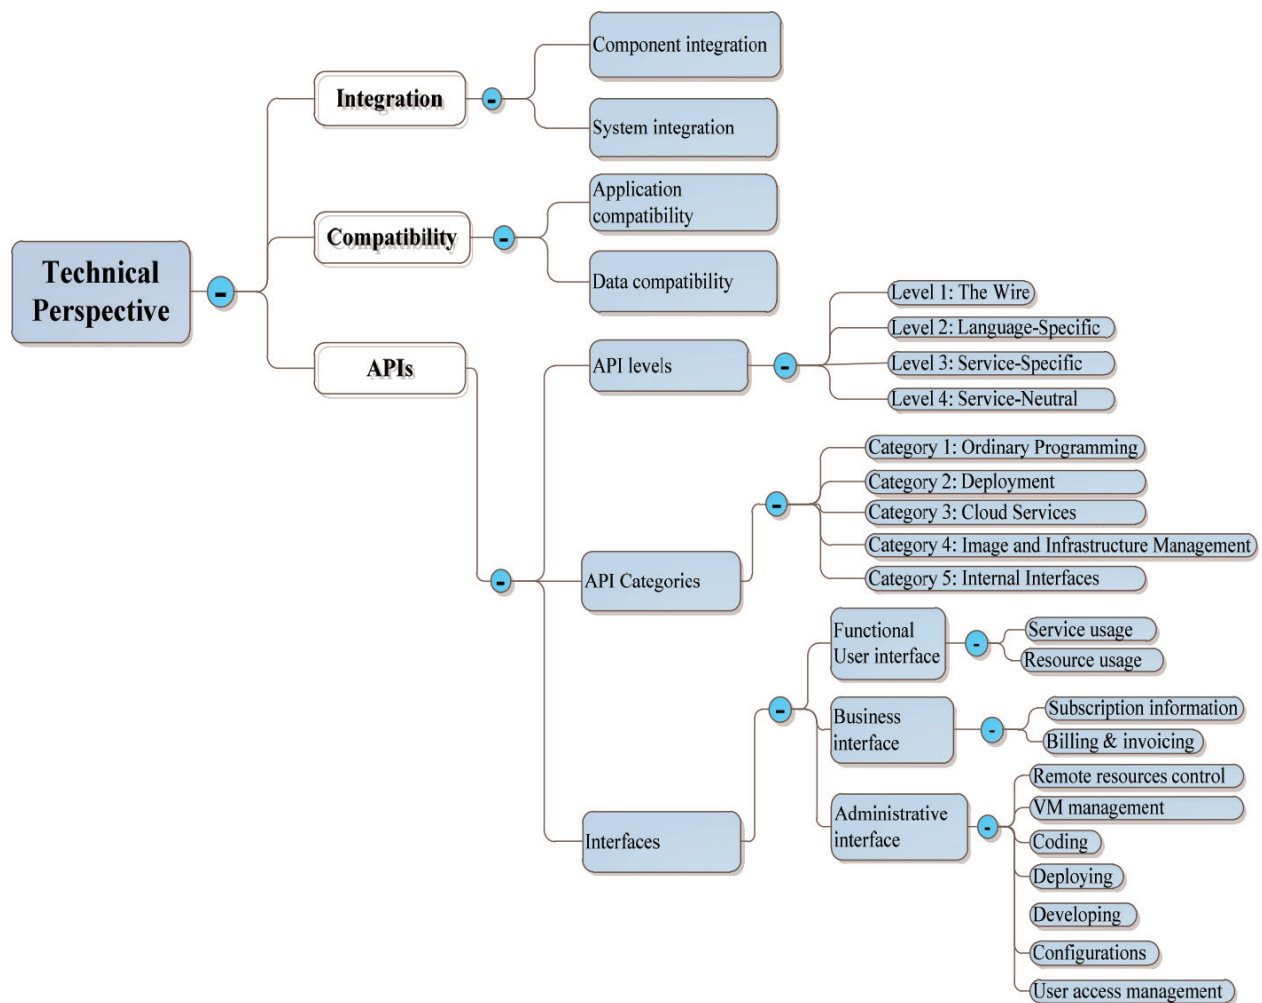 Technical
Perspective
-
Integration
-
Component integration
System integration
Compatibility
-
Application
compatibility
Data compatibility
APIs
-
API levels
-
Level 1: The Wire
Level 2: Language-Specific
Level 3: Service-Specific
Level 4: Service-Neutral
API Categories
-
Category 1: Ordinary Programming
Category 2: Deployment
Category 3: Cloud Services
Category 4: Image and Infrastructure Management
Category 5: Internal Interfaces
Interfaces
-
Functional
User interface
-
Service usage
Resource usage
Business
interface
-
Subscription information
Billing & invoicing
Administrative
interface
-
Remote resources control
VM management
Coding
Deploying
Developing
Configurations
User access management